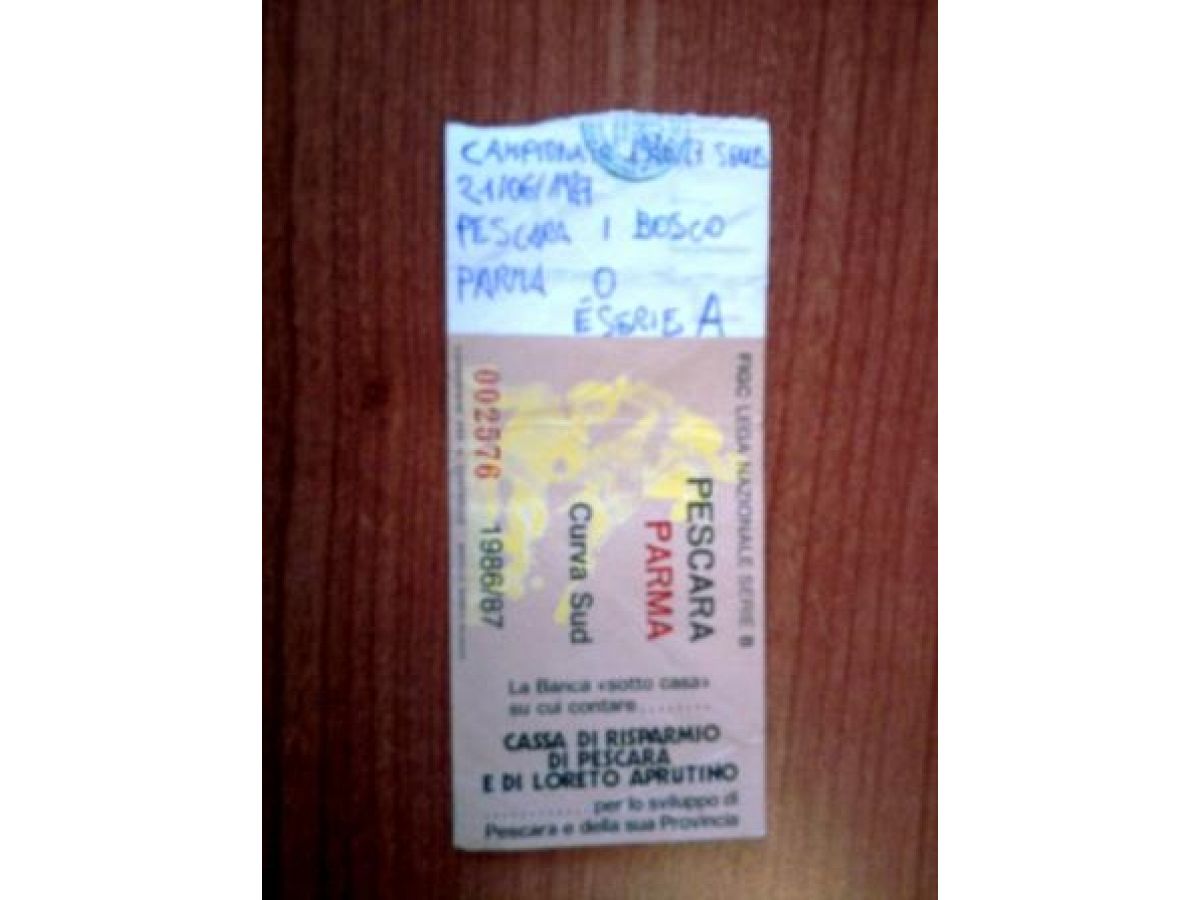 CAMPIONATO 1986/87 SERIE B
21/06/1987
PESCARA 1 BOSCO
PARMA 0
É SERIE A
FIGC LEGA NAZIONALE SERIE B
PESCARA
PARMA
Curva Sud
002576 1986/87
La Banca «sotto casa»
su cui contare........
CASSA DI RISPARMIO
DI PESCARA
E DI LORETO APRUTINO
............per lo sviluppo di
Pescara e della sua Provincia